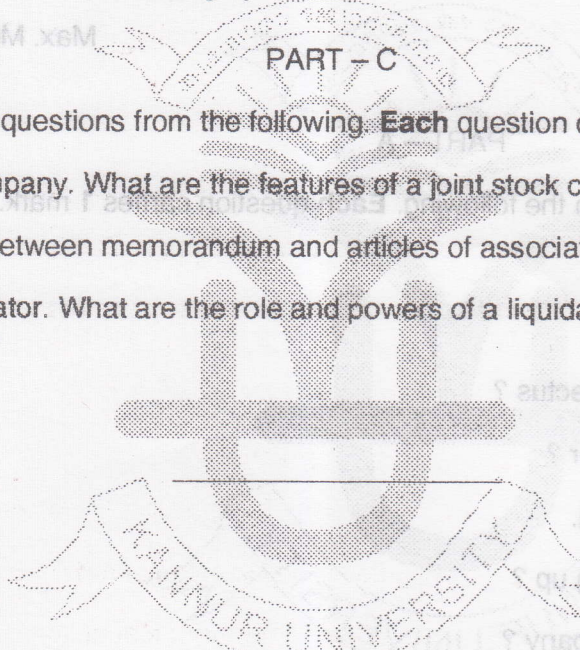 PART – C
questions from the following. Each question
pany. What are the features of a joint stock
etween memorandum and articles of associa
ator. What are the role and powers of a liquida
KANNUR UNIVERSITY